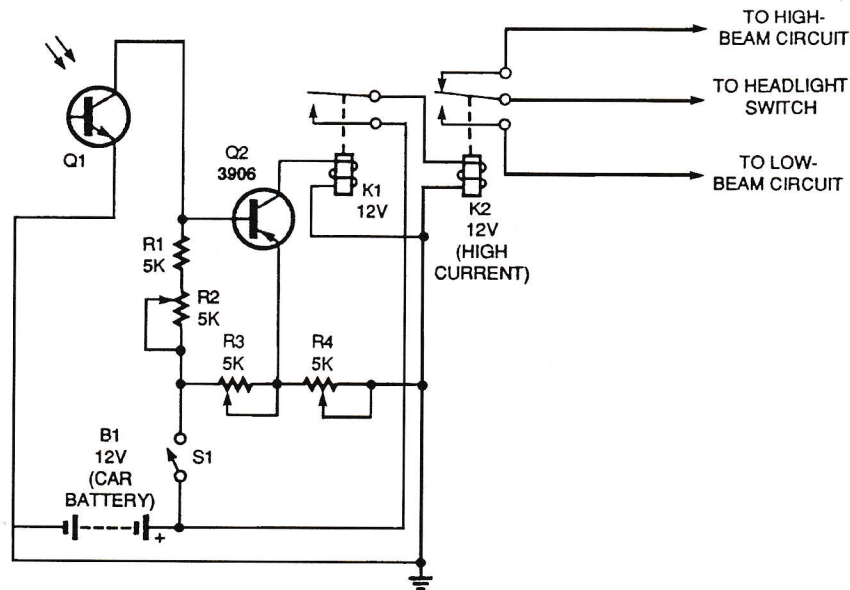 TO HIGH-
BEAM CIRCUIT
TO HEADLIGHT
SWITCH
TO LOW-
BEAM CIRCUIT
Q1
Q2
3906
K1
12V
K2
12V
(HIGH
CURRENT)
R1
5K
R2
5K
R3
5K
R4
5K
B1
12V
(CAR
BATTERY)
S1
+